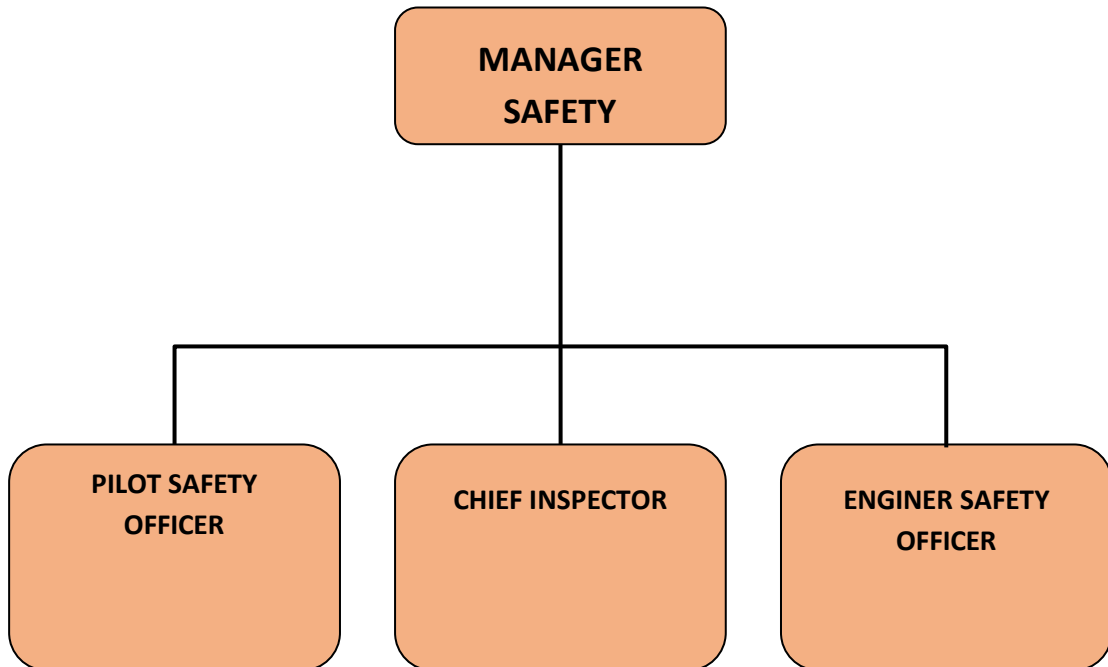 MANAGER
SAFETY
PILOT SAFETY
OFFICER
CHIEF INSPECTOR
ENGINER SAFETY
OFFICER